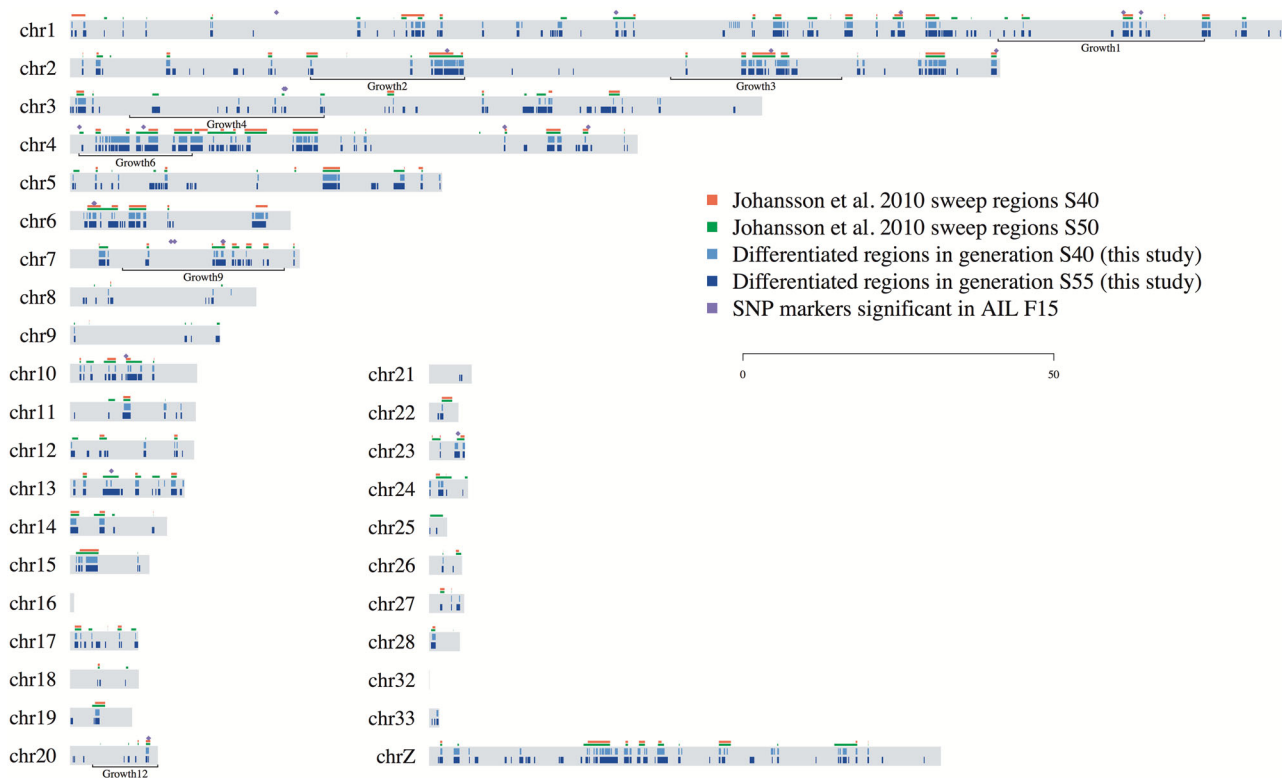 chr1
Growth1
chr2
Growth2
Growth3
chr3
Growth4
chr4
Growth6
chr5
Johansson et al. 2010 sweep regions S40
chr6
Johansson et al. 2010 sweep regions S50
chr7
Differentiated regions in generation S40 (this study)
Growth9
Differentiated regions in generation S55 (this study)
chr8
SNP markers significant in AIL F15
chr9
chr10
chr21
0
50
chr11
chr22
chr12
chr23
chr13
chr24
chr14
chr25
chr15
chr26
chr16
chr27
chr17
chr28
chr18
chr32
chr19
chr33
chr20
chrZ
Growth12